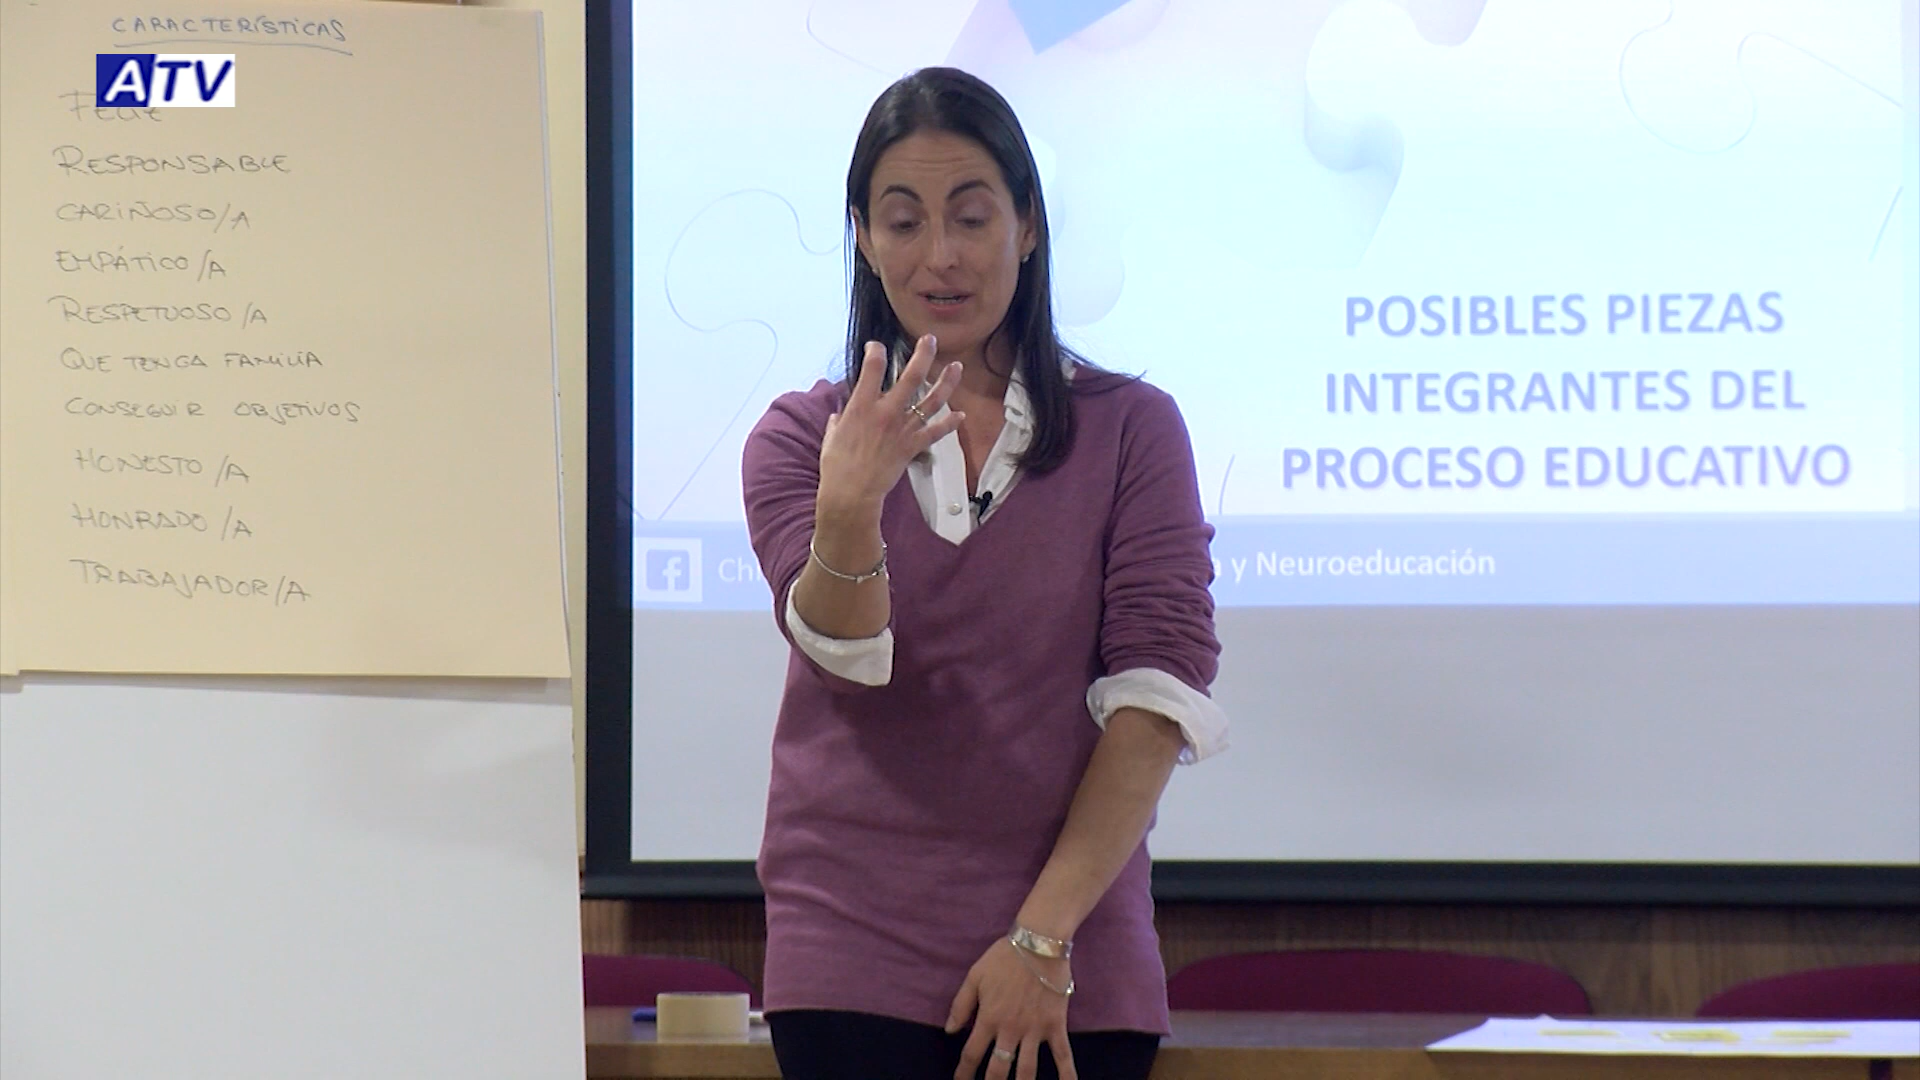 CARACTERÍSTICAS
ATV
FELIZ
RESPONSABLE
CARIÑOSO/A
EMPÁTICO/A
RESPETUOSO/A
QUE TENGA FAMILIA
CONSEGUIR OBJETIVOS
HONESTO/A
HONRADO/A
TRABAJADOR/A
POSIBLES PIEZAS
INTEGRANTES DEL
PROCESO EDUCATIVO
f
y Neuroeducación